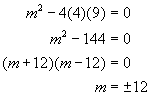 m² − 4(4)(9) = 0
m² − 144 = 0
(m + 12)(m − 12) = 0
m = ±12